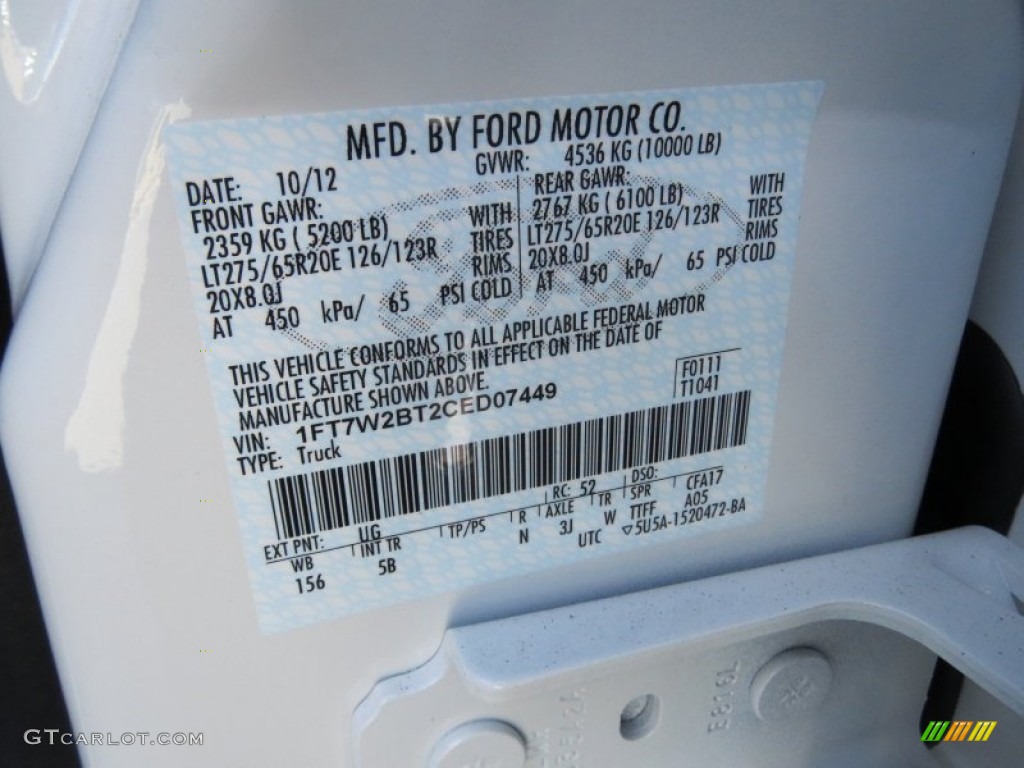 MFD. BY FORD MOTOR CO.
DATE: 10/12 GVWR: 4536 KG (10000 LB)
FRONT GAWR:
2359 KG ( 5200 LB) WITH
LT275/65R20E 126/123R TIRES
20X8.0J RIMS
AT 450 kPa/ 65 PSI COLD
REAR GAWR:
2767 KG ( 6100 LB) WITH
LT275/65R20E 126/123R TIRES
20X8.0J RIMS
AT 450 kPa/ 65 PSI COLD
THIS VEHICLE CONFORMS TO ALL APPLICABLE FEDERAL MOTOR
VEHICLE SAFETY STANDARDS IN EFFECT ON THE DATE OF
MANUFACTURE SHOWN ABOVE.
VIN: 1FT7W2BT2CED07449
TYPE: Truck
F0111
T1041
EXT PNT: UG RC: 52 DSO:
WB INT TR TP/PS R AXLE TR SPR CFA17
156 5B N 3J W TTFF A05
UTC ▽5U5A-1520472-BA
GTCARLOT.COM